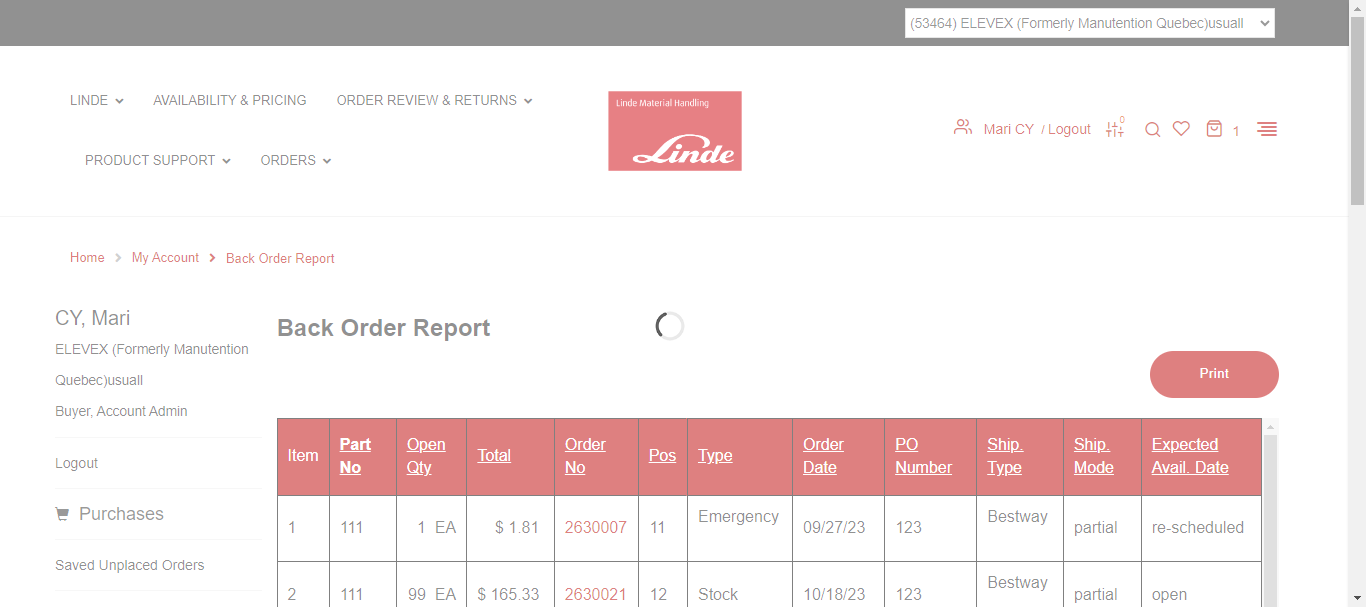 (53464) ELEVEX (Formerly Manutention Quebec)usuall
LINDE
AVAILABILITY & PRICING
ORDER REVIEW & RETURNS
PRODUCT SUPPORT
ORDERS
Linde Material Handling
Linde
Mari CY / Logout
0
1
Home
My Account
Back Order Report
CY, Mari
ELEVEX (Formerly Manutention
Quebec)usuall
Buyer, Account Admin
Logout
Purchases
Saved Unplaced Orders
Back Order Report
Print
Item Part No Open Qty Total Order No Pos Type Order Date PO Number Ship. Type Ship. Mode Expected Avail. Date
1 111 1 EA $ 1.81 2630007 11 Emergency 09/27/23 123 Bestway partial re-scheduled
2 111 99 EA $ 165.33 2630021 12 Stock 10/18/23 123 Bestway partial open